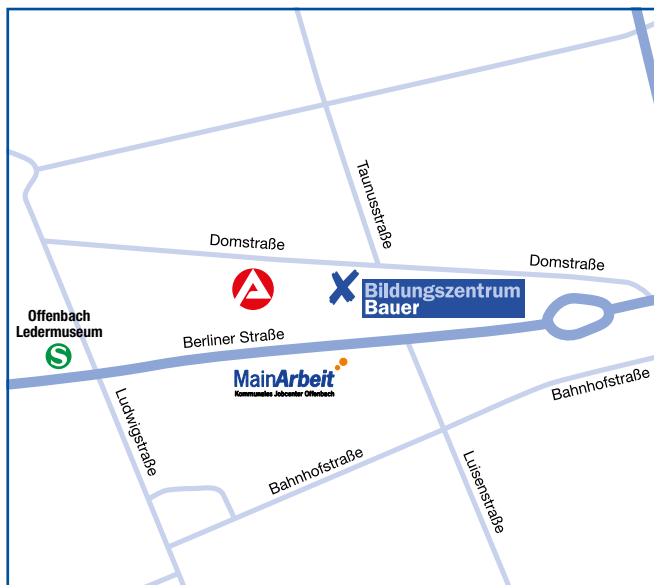 Taunusstraße
Domstraße
Domstraße
Bildungszentrum
Bauer
Offenbach
Ledermuseum
S
Berliner Straße
MainArbeit
Kommunales Jobcenter Offenbach
Ludwigstraße
Bahnhofstraße
Bahnhofstraße
Luisenstraße